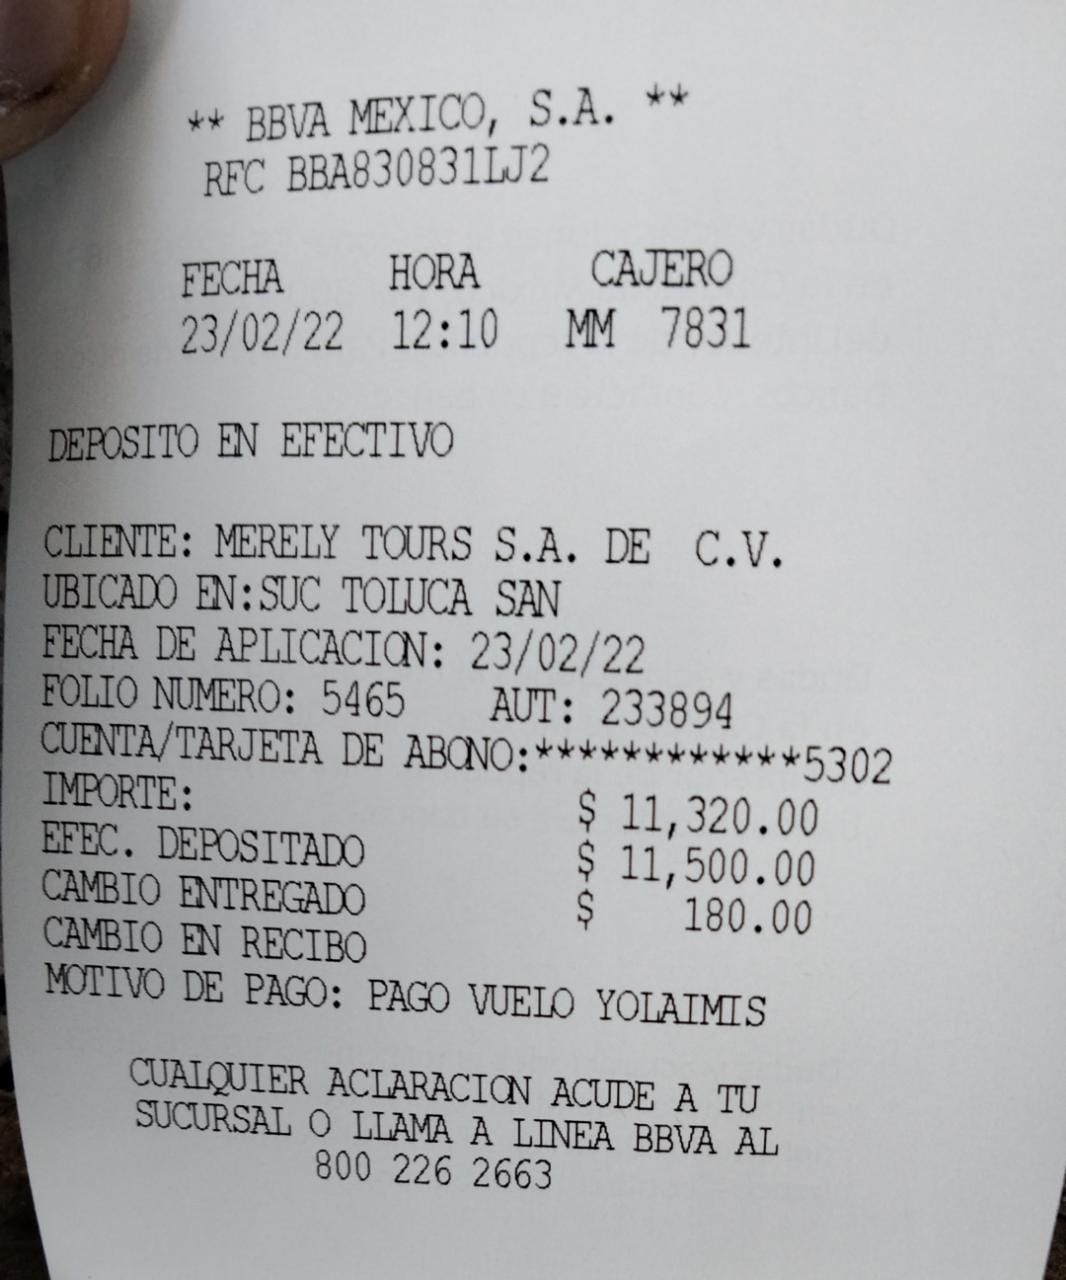 ** BBVA MEXICO, S.A. **
RFC BBA830831LJ2
FECHA HORA CAJERO
23/02/22 12:10 MM 7831
DEPOSITO EN EFECTIVO
CLIENTE: MERELY TOURS S.A. DE C.V.
UBICADO EN:SUC TOLUCA SAN
FECHA DE APLICACION: 23/02/22
FOLIO NUMERO: 5465 AUT: 233894
CUENTA/TARJETA DE ABONO:************5302
IMPORTE: $ 11,320.00
EFEC. DEPOSITADO $ 11,500.00
CAMBIO ENTREGADO $ 180.00
CAMBIO EN RECIBO
MOTIVO DE PAGO: PAGO VUELO YOLAIMIS
CUALQUIER ACLARACION ACUDE A TU
SUCURSAL O LLAMA A LINEA BBVA AL
800 226 2663